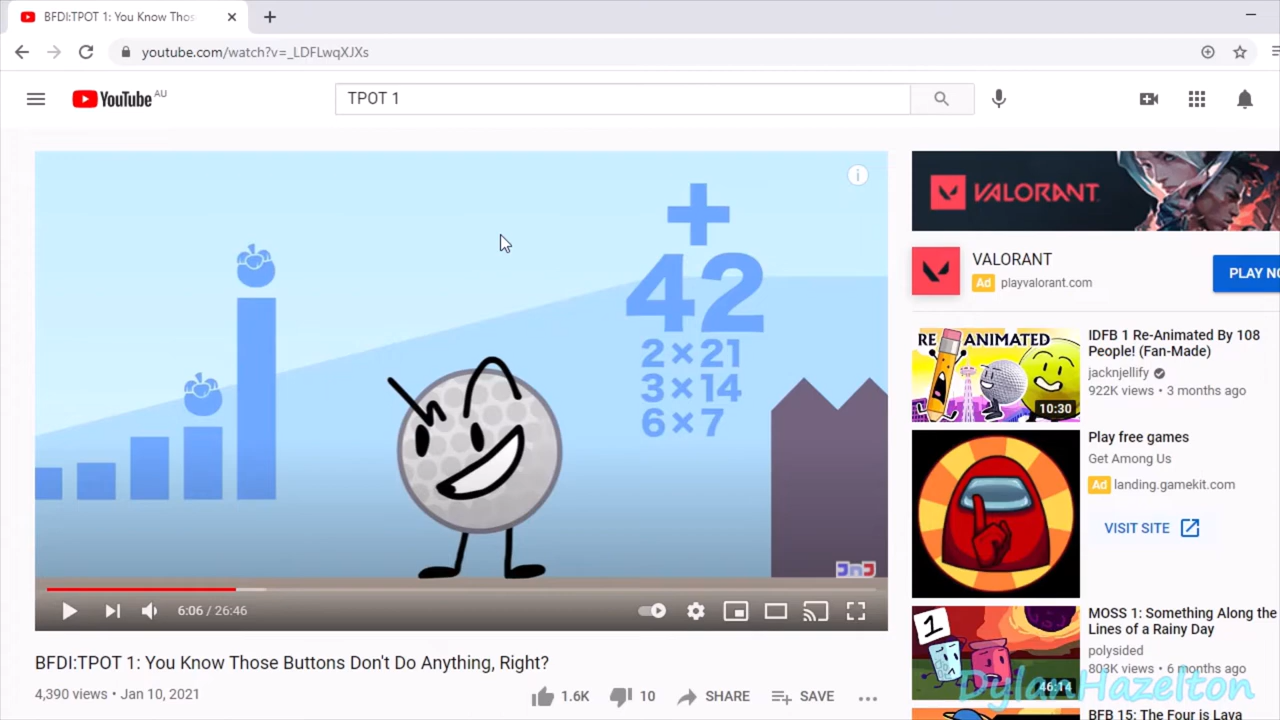 BFDI:TPOT 1: You Know Thos
youtube.com/watch?v=_LDFLwqXJXs
YouTube AU
TPOT 1
+
42
2×21
3×14
6×7
6:06 / 26:46
BFDI:TPOT 1: You Know Those Buttons Don't Do Anything, Right?
4,390 views • Jan 10, 2021
1.6K
10
SHARE
SAVE
VALORANT
VALORANT
Ad playvalorant.com
PLAY NO
RE ANIMATED
10:30
IDFB 1 Re-Animated By 108
People! (Fan-Made)
jacknjellify
922K views • 3 months ago
Play free games
Get Among Us
Ad landing.gamekit.com
VISIT SITE
1
46:14
MOSS 1: Something Along the
Lines of a Rainy Day
polysided
803K views • 6 months ago
DylanHazelton
BFB 15: The Four is Lava